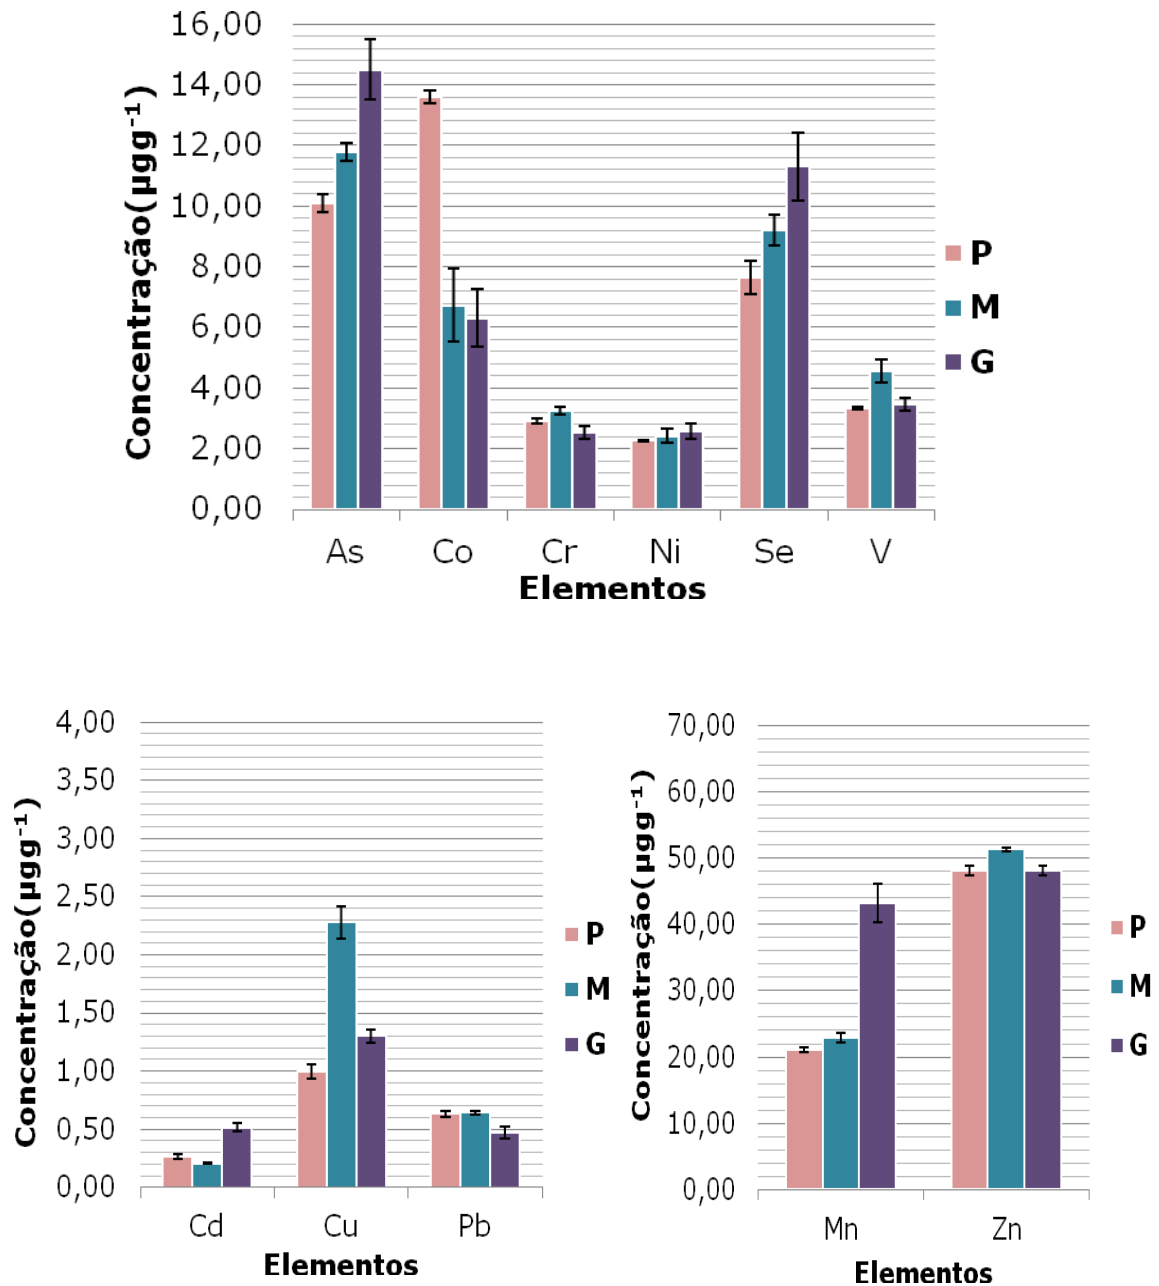 16,00
14,00
12,00
10,00
8,00
6,00
4,00
2,00
0,00
Concentração(µgg⁻¹)
As Co Cr Ni Se V
Elementos
P
M
G
4,00
3,50
3,00
2,50
2,00
1,50
1,00
0,50
0,00
Concentração(µgg⁻¹)
Cd Cu Pb
Elementos
P
M
G
70,00
60,00
50,00
40,00
30,00
20,00
10,00
0,00
Concentração(µgg⁻¹)
Mn Zn
Elementos
P
M
G